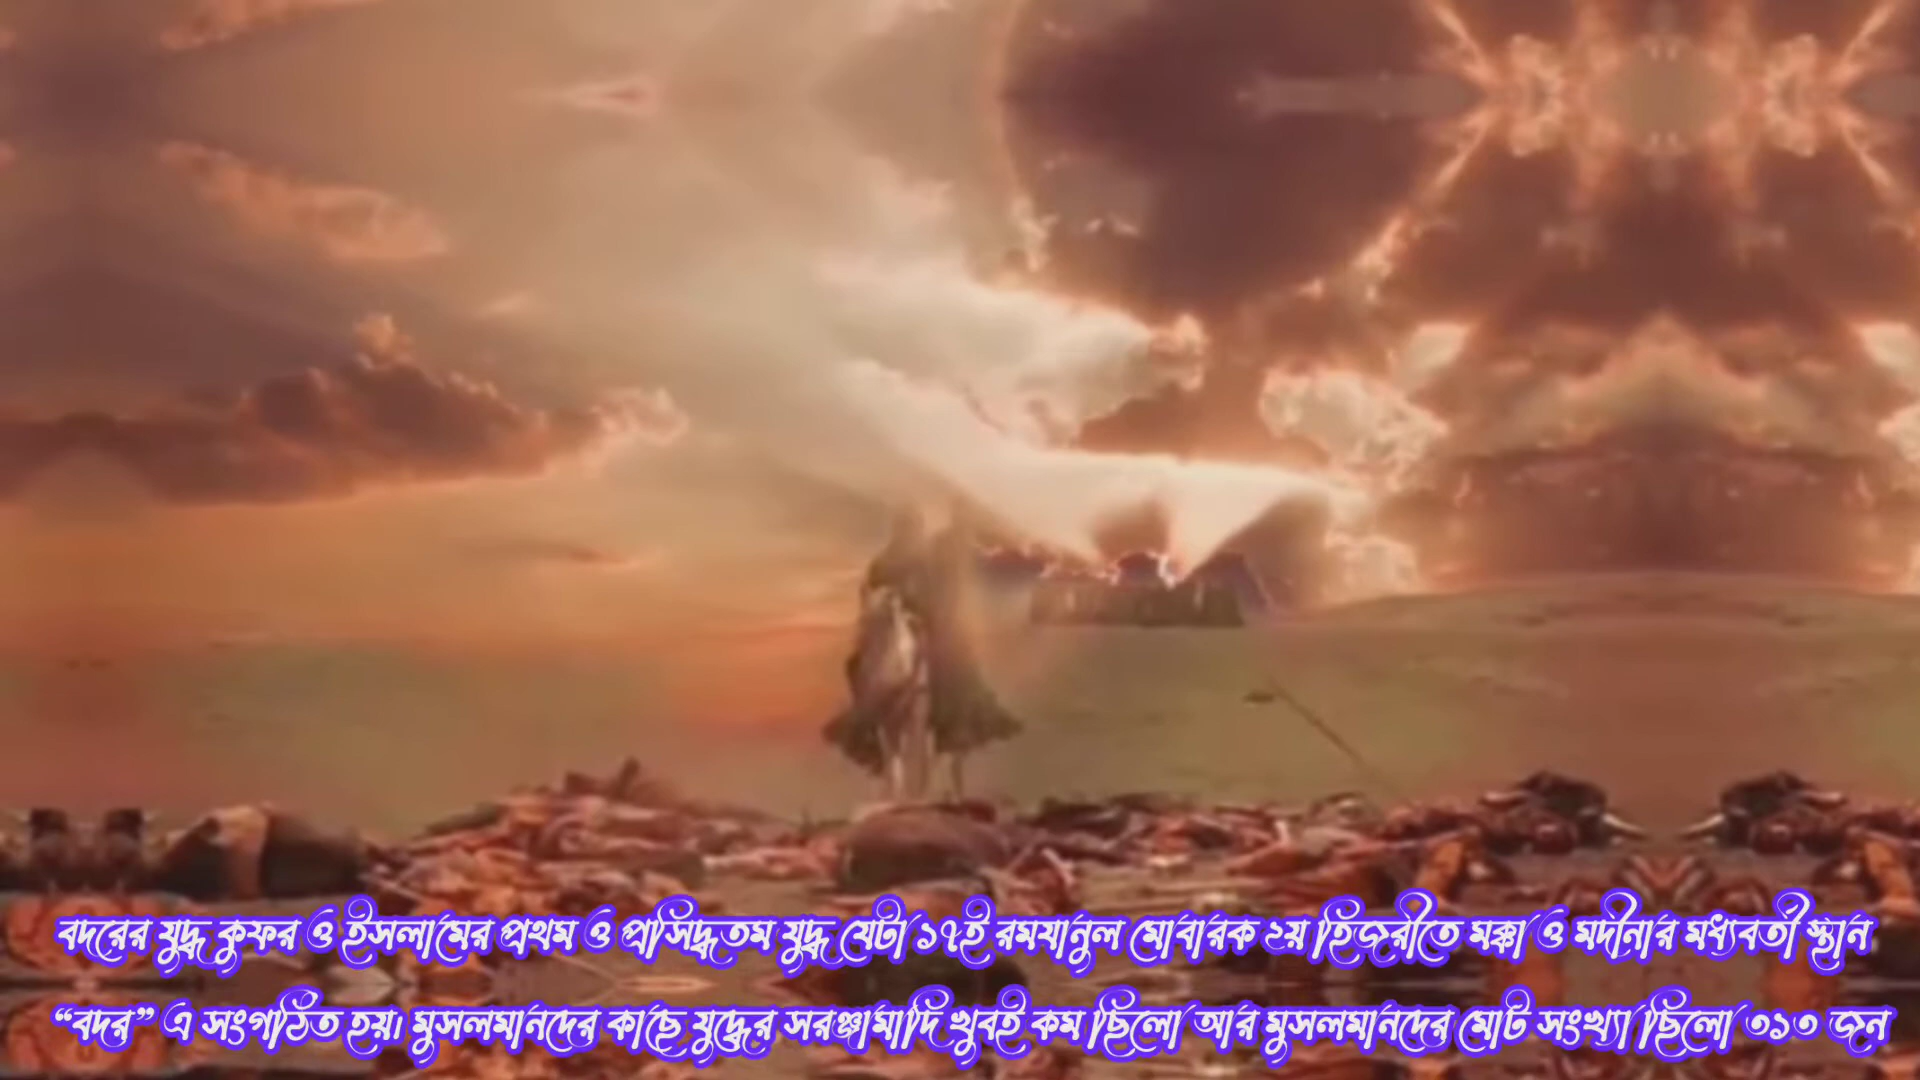 বদরের যুদ্ধ কুফর ও ইসলামের প্রথম ও প্রসিদ্ধতম যুদ্ধ যেটা ১৭ই রমযানুল মোবারক ২য় হিজরীতে মক্কা ও মদীনার মধ্যবর্তী স্থান
“বদর” এ সংগঠিত হয়। মুসলমানদের কাছে যুদ্ধের সরঞ্জামাদি খুবই কম ছিলো আর মুসলমানদের মোট সংখ্যা ছিলো ৩১৩ জন